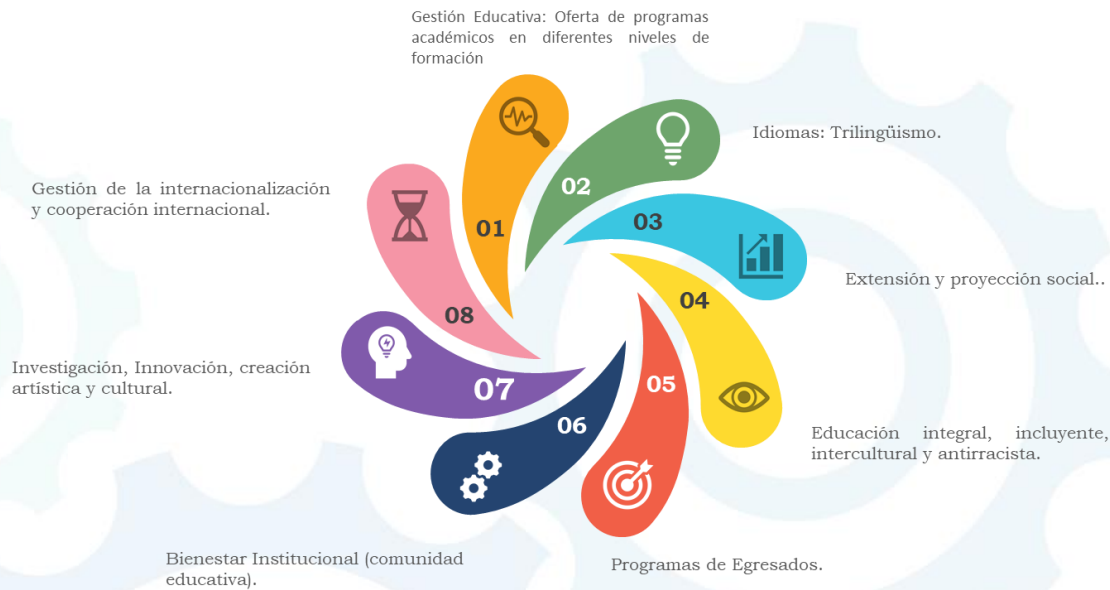 Gestión Educativa: Oferta de programas
académicos en diferentes niveles de
formación
01
02
Idiomas: Trilingüismo.
03
Extensión y proyección social..
04
Educación integral, incluyente,
intercultural y antirracista.
05
Programas de Egresados.
06
Bienestar Institucional (comunidad
educativa).
07
Investigación, Innovación, creación
artística y cultural.
08
Gestión de la internacionalización
y cooperación internacional.